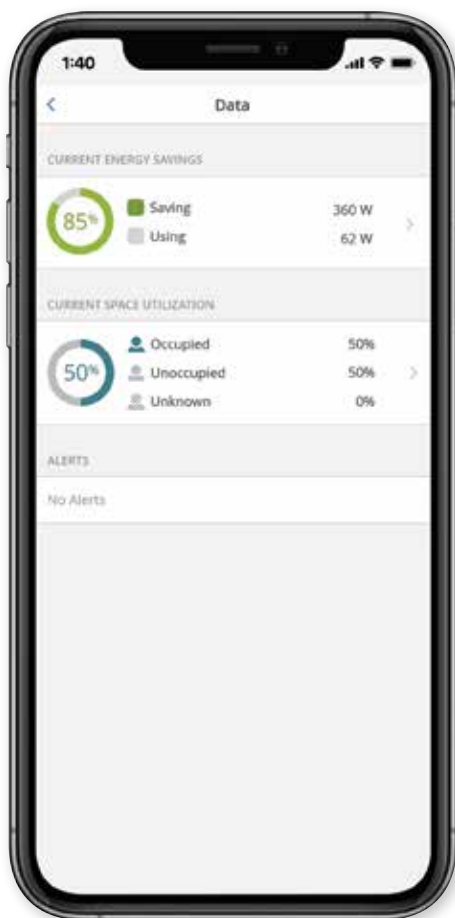 1:40
Data
CURRENT ENERGY SAVINGS
85%
Saving 360 W
Using 62 W
CURRENT SPACE UTILIZATION
50%
Occupied 50%
Unoccupied 50%
Unknown 0%
ALERTS
No Alerts